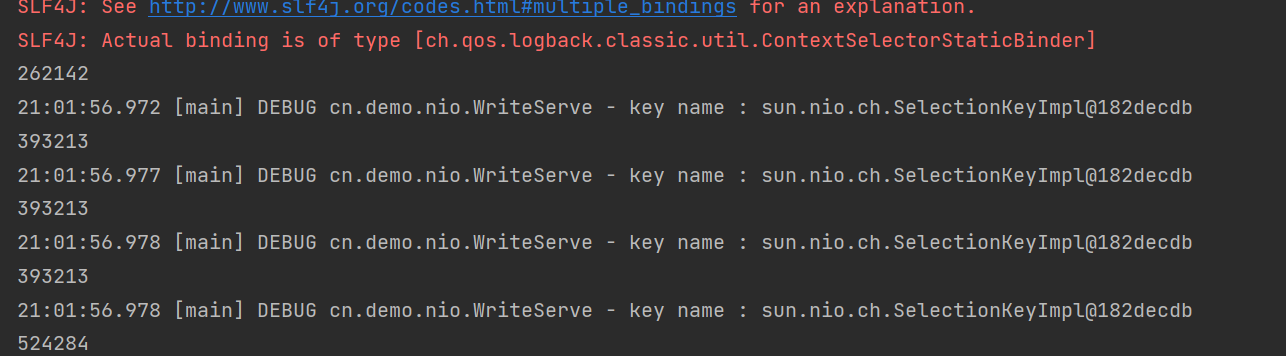 SLF4J: See http://www.slf4j.org/codes.html#multiple_bindings for an explanation.
SLF4J: Actual binding is of type [ch.qos.logback.classic.util.ContextSelectorStaticBinder]
262142
21:01:56.972 [main] DEBUG cn.demo.nio.WriteServe - key name : sun.nio.ch.SelectionKeyImpl@182decdb
393213
21:01:56.977 [main] DEBUG cn.demo.nio.WriteServe - key name : sun.nio.ch.SelectionKeyImpl@182decdb
393213
21:01:56.978 [main] DEBUG cn.demo.nio.WriteServe - key name : sun.nio.ch.SelectionKeyImpl@182decdb
393213
21:01:56.978 [main] DEBUG cn.demo.nio.WriteServe - key name : sun.nio.ch.SelectionKeyImpl@182decdb
524284